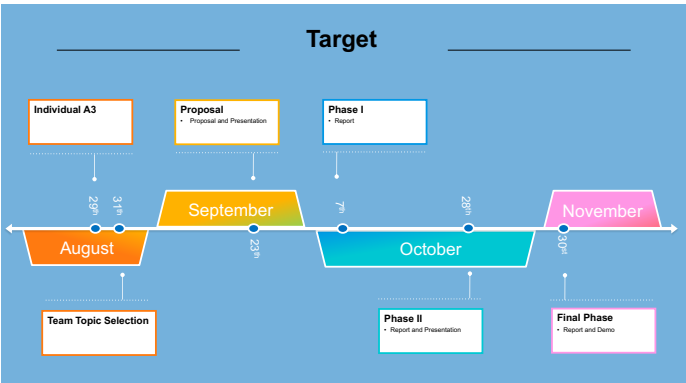 Target
Individual A3
Proposal
• Proposal and Presentation
Phase I
• Report
29th
31th
September
7th
28th
November
August
23th
October
30st
Team Topic Selection
Phase II
• Report and Presentation
Final Phase
• Report and Demo